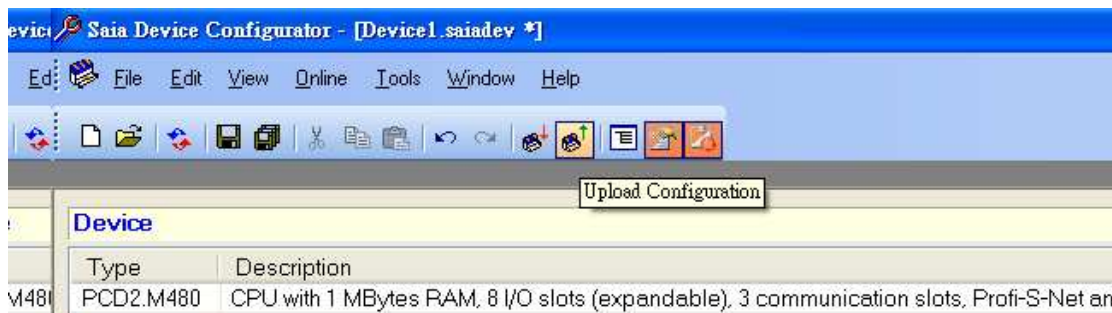 Saia Device Configurator - [Device1.saiadev *]
Ed File Edit View Online Tools Window Help
Upload Configuration
Device
Type Description
PCD2.M480 CPU with 1 MBytes RAM, 8 I/O slots (expandable), 3 communication slots, Profi-S-Net